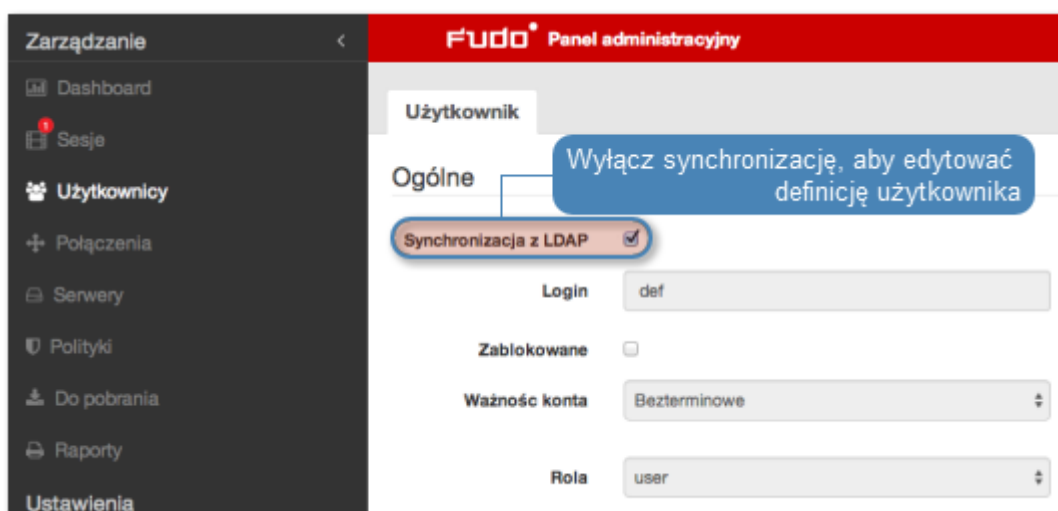 Zarządzanie
FUDO Panel administracyjny
Dashboard
1
Sesje
Użytkownicy
Połączenia
Serwery
Polityki
Do pobrania
Raporty
Ustawienia
Użytkownik
Ogólne
Wyłącz synchronizację, aby edytować
definicję użytkownika
Synchronizacja z LDAP
Login def
Zablokowane
Ważnośc konta Bezterminowe
Rola user